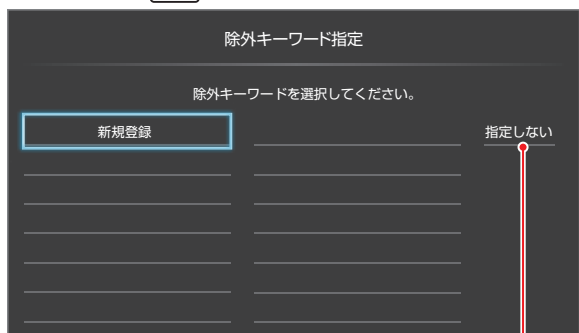 除外キーワード指定
除外キーワードを選択してください。
新規登録
指定しない